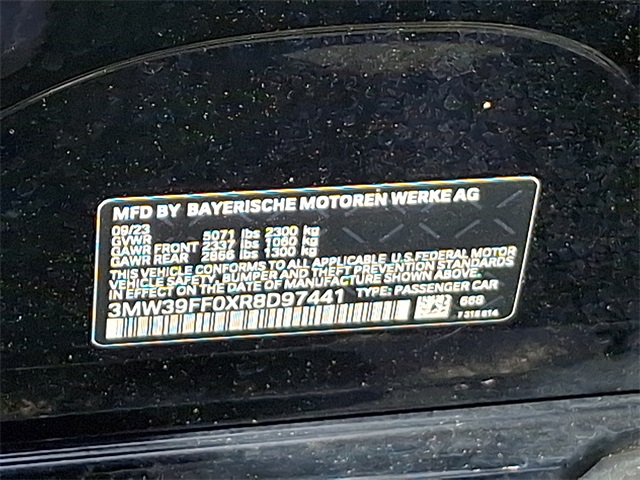 MFD BY BAYERISCHE MOTOREN WERKE AG
09/23
GVWR 5071 lbs 2300 kg
GAWR FRONT 2337 lbs 1060 kg
GAWR REAR 2866 lbs 1300 kg
THIS VEHICLE CONFORMS TO ALL APPLICABLE U.S. FEDERAL MOTOR
VEHICLE SAFETY, BUMPER AND THEFT PREVENTION STANDARDS
IN EFFECT ON THE DATE OF MANUFACTURE SHOWN ABOVE.
3MW39FF0XR8D97441 TYPE: PASSENGER CAR
668